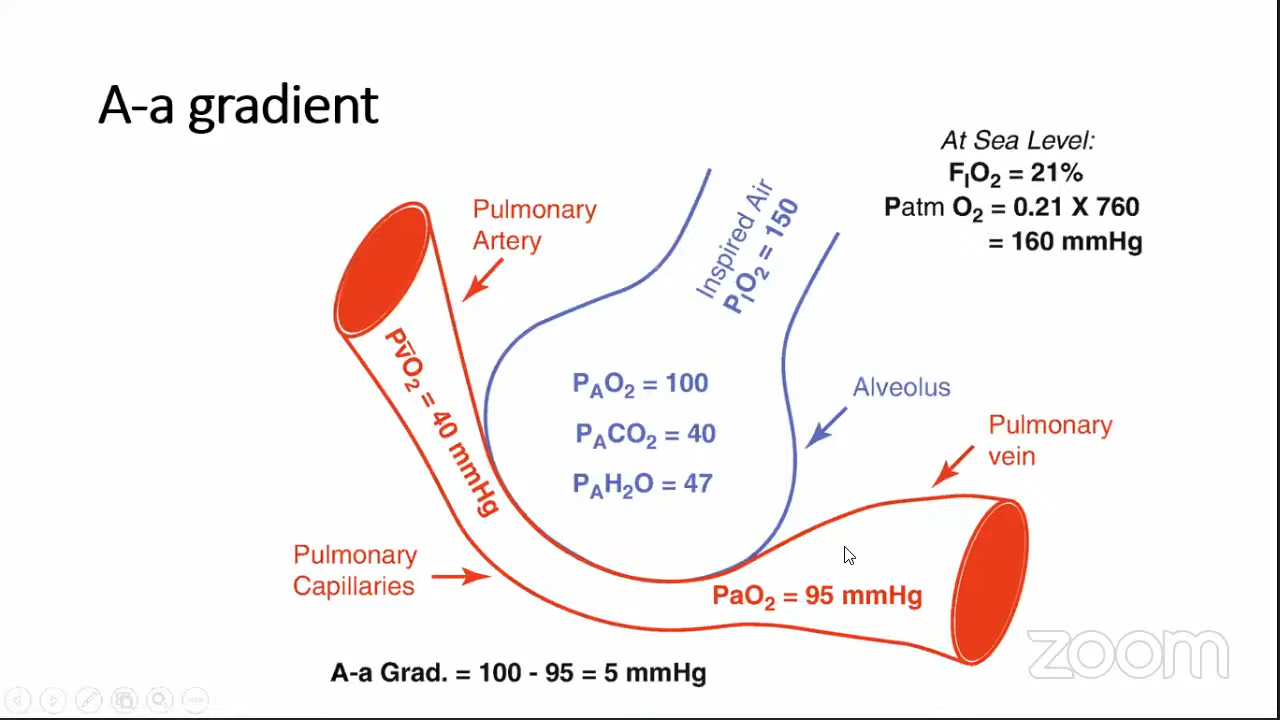 A-a gradient
At Sea Level:
FIO2 = 21%
Patm O2 = 0.21 X 760
= 160 mmHg
Pulmonary
Artery
Inspired Air
PIO2 = 150
Pv̅O2 = 40 mmHg
PAO2 = 100
PACO2 = 40
PAH2O = 47
Alveolus
Pulmonary
vein
Pulmonary
Capillaries
PaO2 = 95 mmHg
A-a Grad. = 100 - 95 = 5 mmHg
zoom